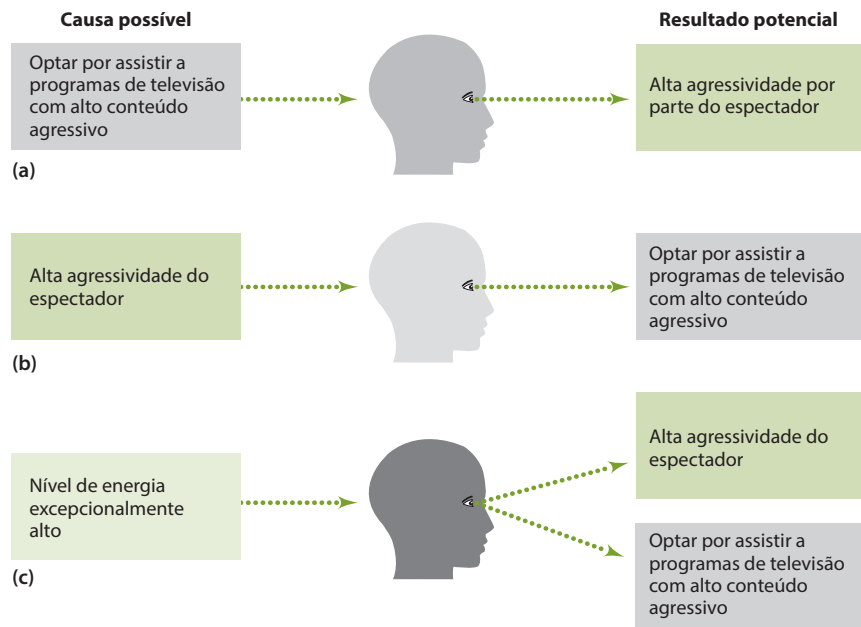 Causa possível
Resultado potencial
Optar por assistir a
programas de televisão
com alto conteúdo
agressivo
Alta agressividade por
parte do espectador
(a)
Alta agressividade do
espectador
Optar por assistir a
programas de televisão
com alto conteúdo
agressivo
(b)
Nível de energia
excepcionalmente
alto
Alta agressividade do
espectador
Optar por assistir a
programas de televisão
com alto conteúdo
agressivo
(c)